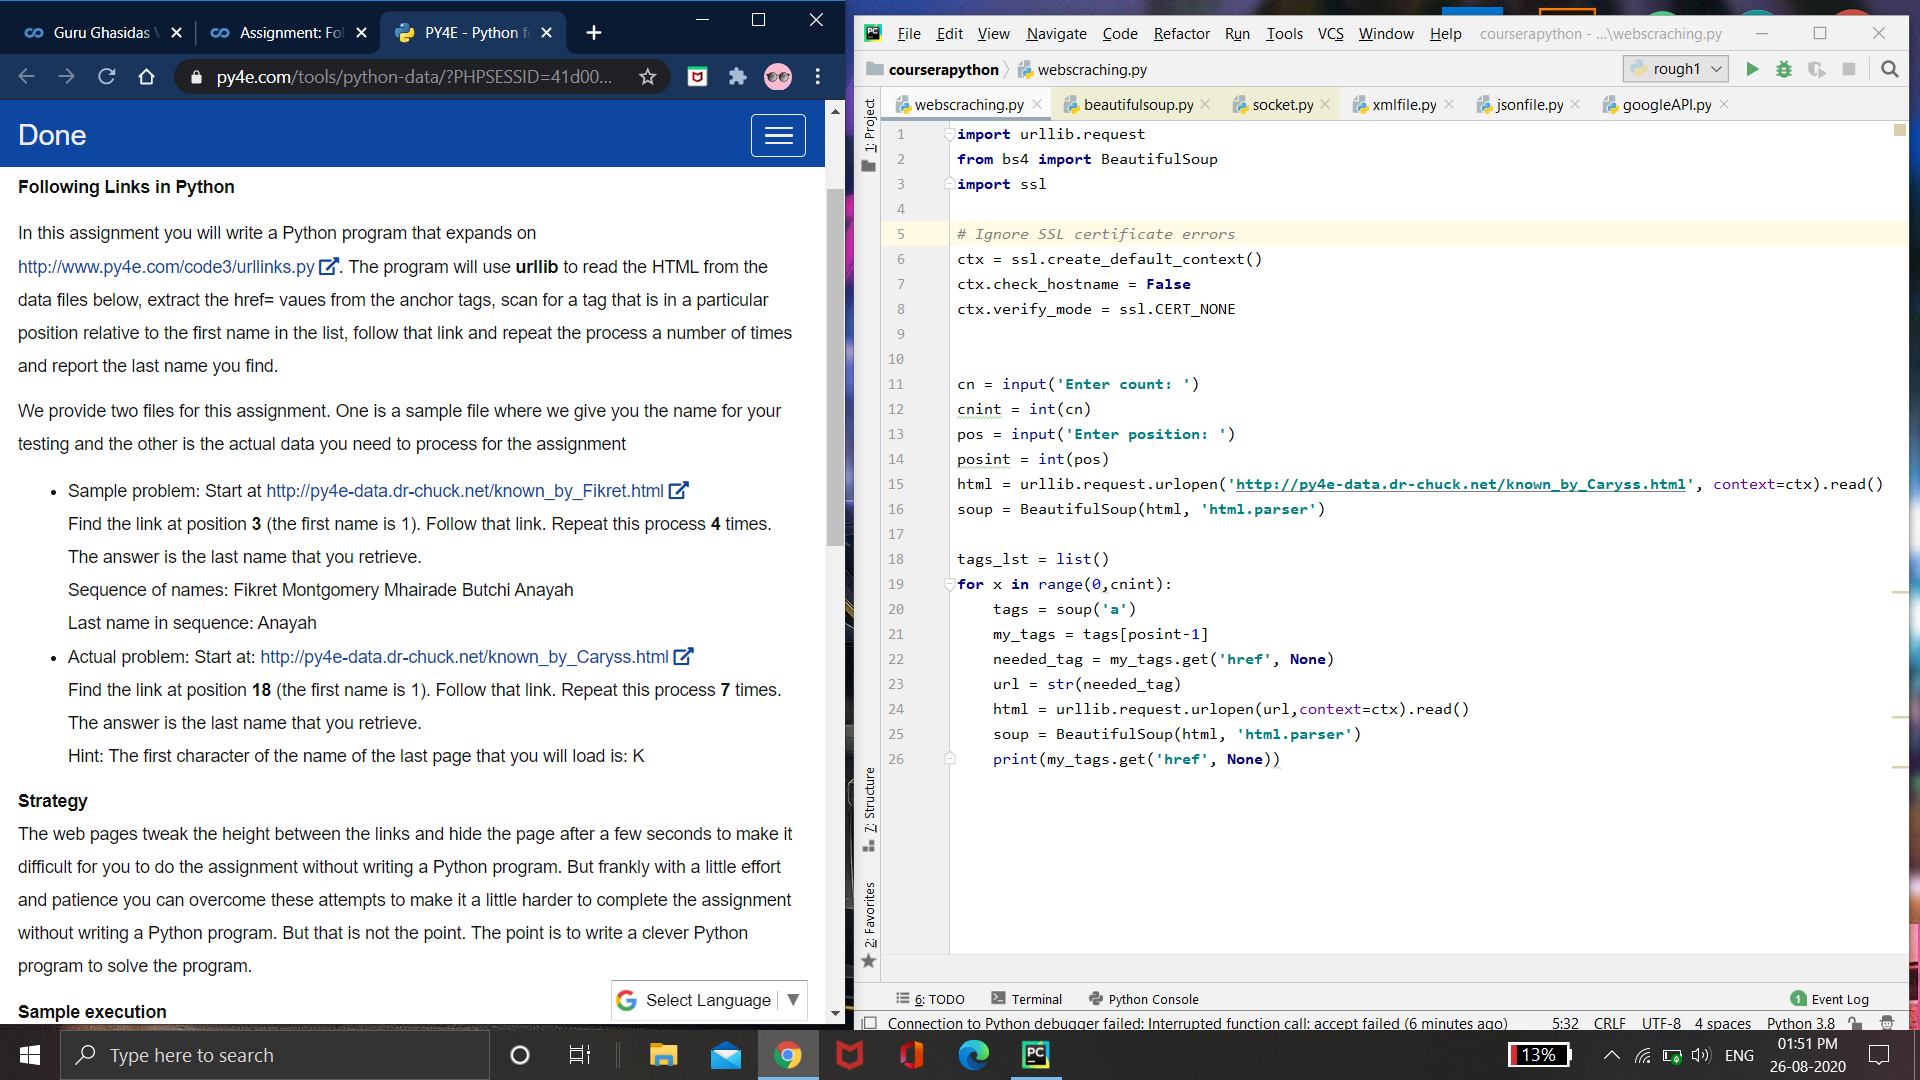 Guru Ghasidas
Assignment: Fol
PY4E - Python f
py4e.com/tools/python-data/?PHPSESSID=41d00...
Done
Following Links in Python
In this assignment you will write a Python program that expands on
http://www.py4e.com/code3/urllinks.py. The program will use urllib to read the HTML from the
data files below, extract the href= vaues from the anchor tags, scan for a tag that is in a particular
position relative to the first name in the list, follow that link and repeat the process a number of times
and report the last name you find.
We provide two files for this assignment. One is a sample file where we give you the name for your
testing and the other is the actual data you need to process for the assignment
• Sample problem: Start at http://py4e-data.dr-chuck.net/known_by_Fikret.html
Find the link at position 3 (the first name is 1). Follow that link. Repeat this process 4 times.
The answer is the last name that you retrieve.
Sequence of names: Fikret Montgomery Mhairade Butchi Anayah
Last name in sequence: Anayah
• Actual problem: Start at: http://py4e-data.dr-chuck.net/known_by_Caryss.html
Find the link at position 18 (the first name is 1). Follow that link. Repeat this process 7 times.
The answer is the last name that you retrieve.
Hint: The first character of the name of the last page that you will load is: K
Strategy
The web pages tweak the height between the links and hide the page after a few seconds to make it
difficult for you to do the assignment without writing a Python program. But frankly with a little effort
and patience you can overcome these attempts to make it a little harder to complete the assignment
without writing a Python program. But that is not the point. The point is to write a clever Python
program to solve the program.
Sample execution
Select Language ▼
PC File Edit View Navigate Code Refactor Run Tools VCS Window Help courserapython - ...\webscraching.py
courserapython webscraching.py rough1
webscraching.py beautifulsoup.py socket.py xmlfile.py jsonfile.py googleAPI.py
1: Project
7: Structure
2: Favorites
1 import urllib.request
2 from bs4 import BeautifulSoup
3 import ssl
4
5 # Ignore SSL certificate errors
6 ctx = ssl.create_default_context()
7 ctx.check_hostname = False
8 ctx.verify_mode = ssl.CERT_NONE
9
10
11 cn = input('Enter count: ')
12 cnint = int(cn)
13 pos = input('Enter position: ')
14 posint = int(pos)
15 html = urllib.request.urlopen('http://py4e-data.dr-chuck.net/known_by_Caryss.html', context=ctx).read()
16 soup = BeautifulSoup(html, 'html.parser')
17
18 tags_lst = list()
19 for x in range(0,cnint):
20     tags = soup('a')
21     my_tags = tags[posint-1]
22     needed_tag = my_tags.get('href', None)
23     url = str(needed_tag)
24     html = urllib.request.urlopen(url,context=ctx).read()
25     soup = BeautifulSoup(html, 'html.parser')
26     print(my_tags.get('href', None))
6: TODO Terminal Python Console 1 Event Log
Connection to Python debugger failed: Interrupted function call: accept failed (6 minutes ago) 5:32 CRLF UTF-8 4 spaces Python 3.8
Type here to search
PC
13%
ENG
01:51 PM
26-08-2020